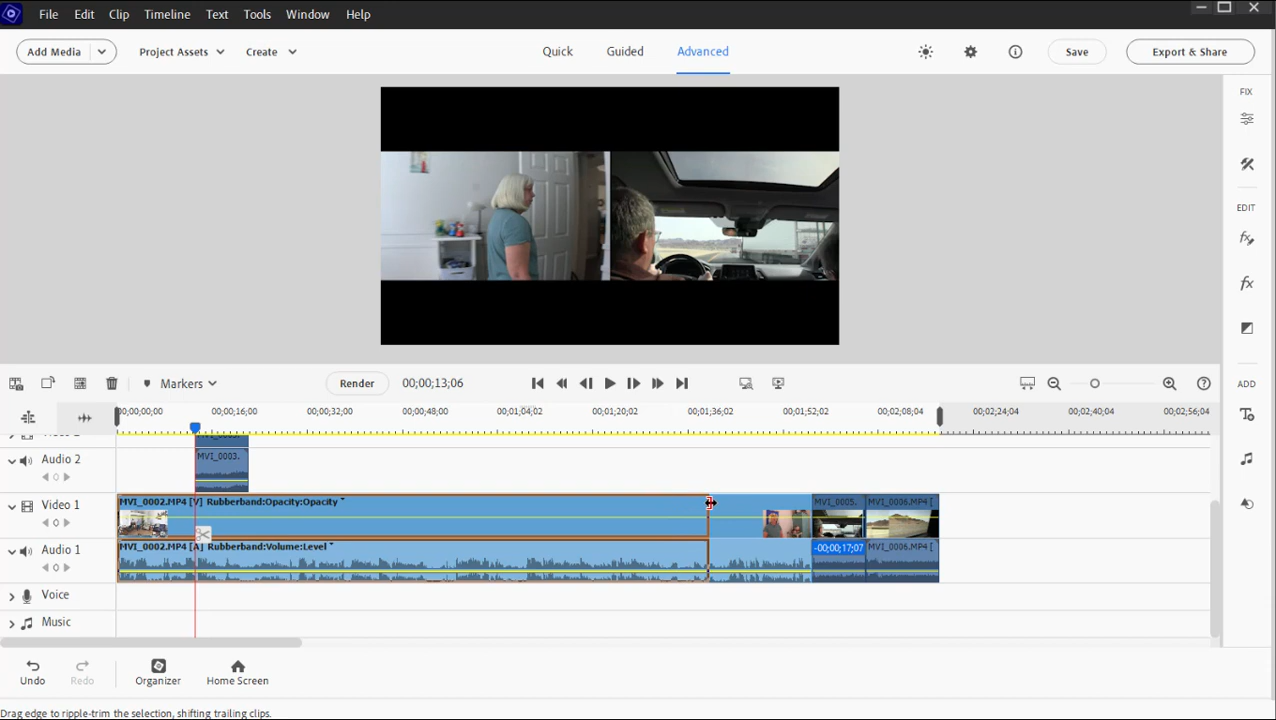 File Edit Clip Timeline Text Tools Window Help
Add Media Project Assets Create Quick Guided Advanced Save Export & Share
FIX
EDIT
Markers Render 00;00;13;06 ADD
00;00;00;00 00;00;16;00 00;00;32;00 00;00;48;00 00;01;04;02 00;01;20;02 00;01;36;02 00;01;52;02 00;02;08;04 00;02;24;04 00;02;40;04 00;02;56;04
Audio 2 MVI_0003.
Video 1 MVI_0002.MP4 [V] Rubberband:Opacity:Opacity MVI_0005. MVI_0006.MP4 [
Audio 1 MVI_0002.MP4 [A] Rubberband:Volume:Level -00;00;17;07 MVI_0006.MP4 [
Voice
Music
Undo Redo Organizer Home Screen
Drag edge to ripple-trim the selection, shifting trailing clips.